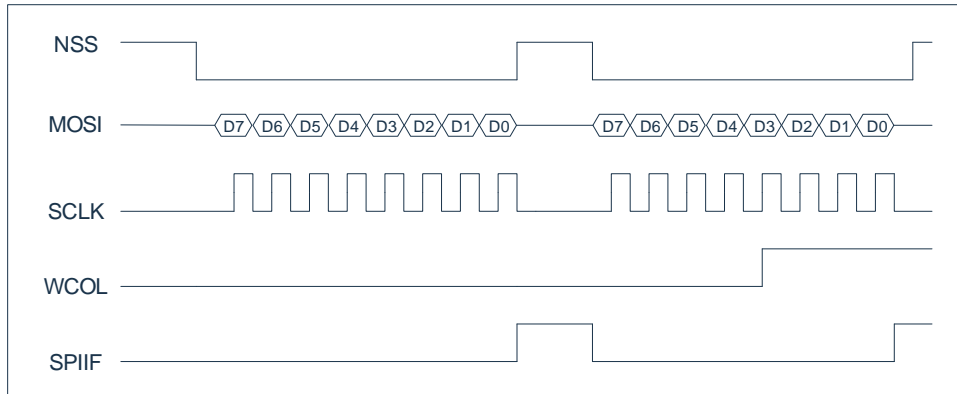 NSS
MOSI D7 D6 D5 D4 D3 D2 D1 D0 D7 D6 D5 D4 D3 D2 D1 D0
SCLK
WCOL
SPIIF